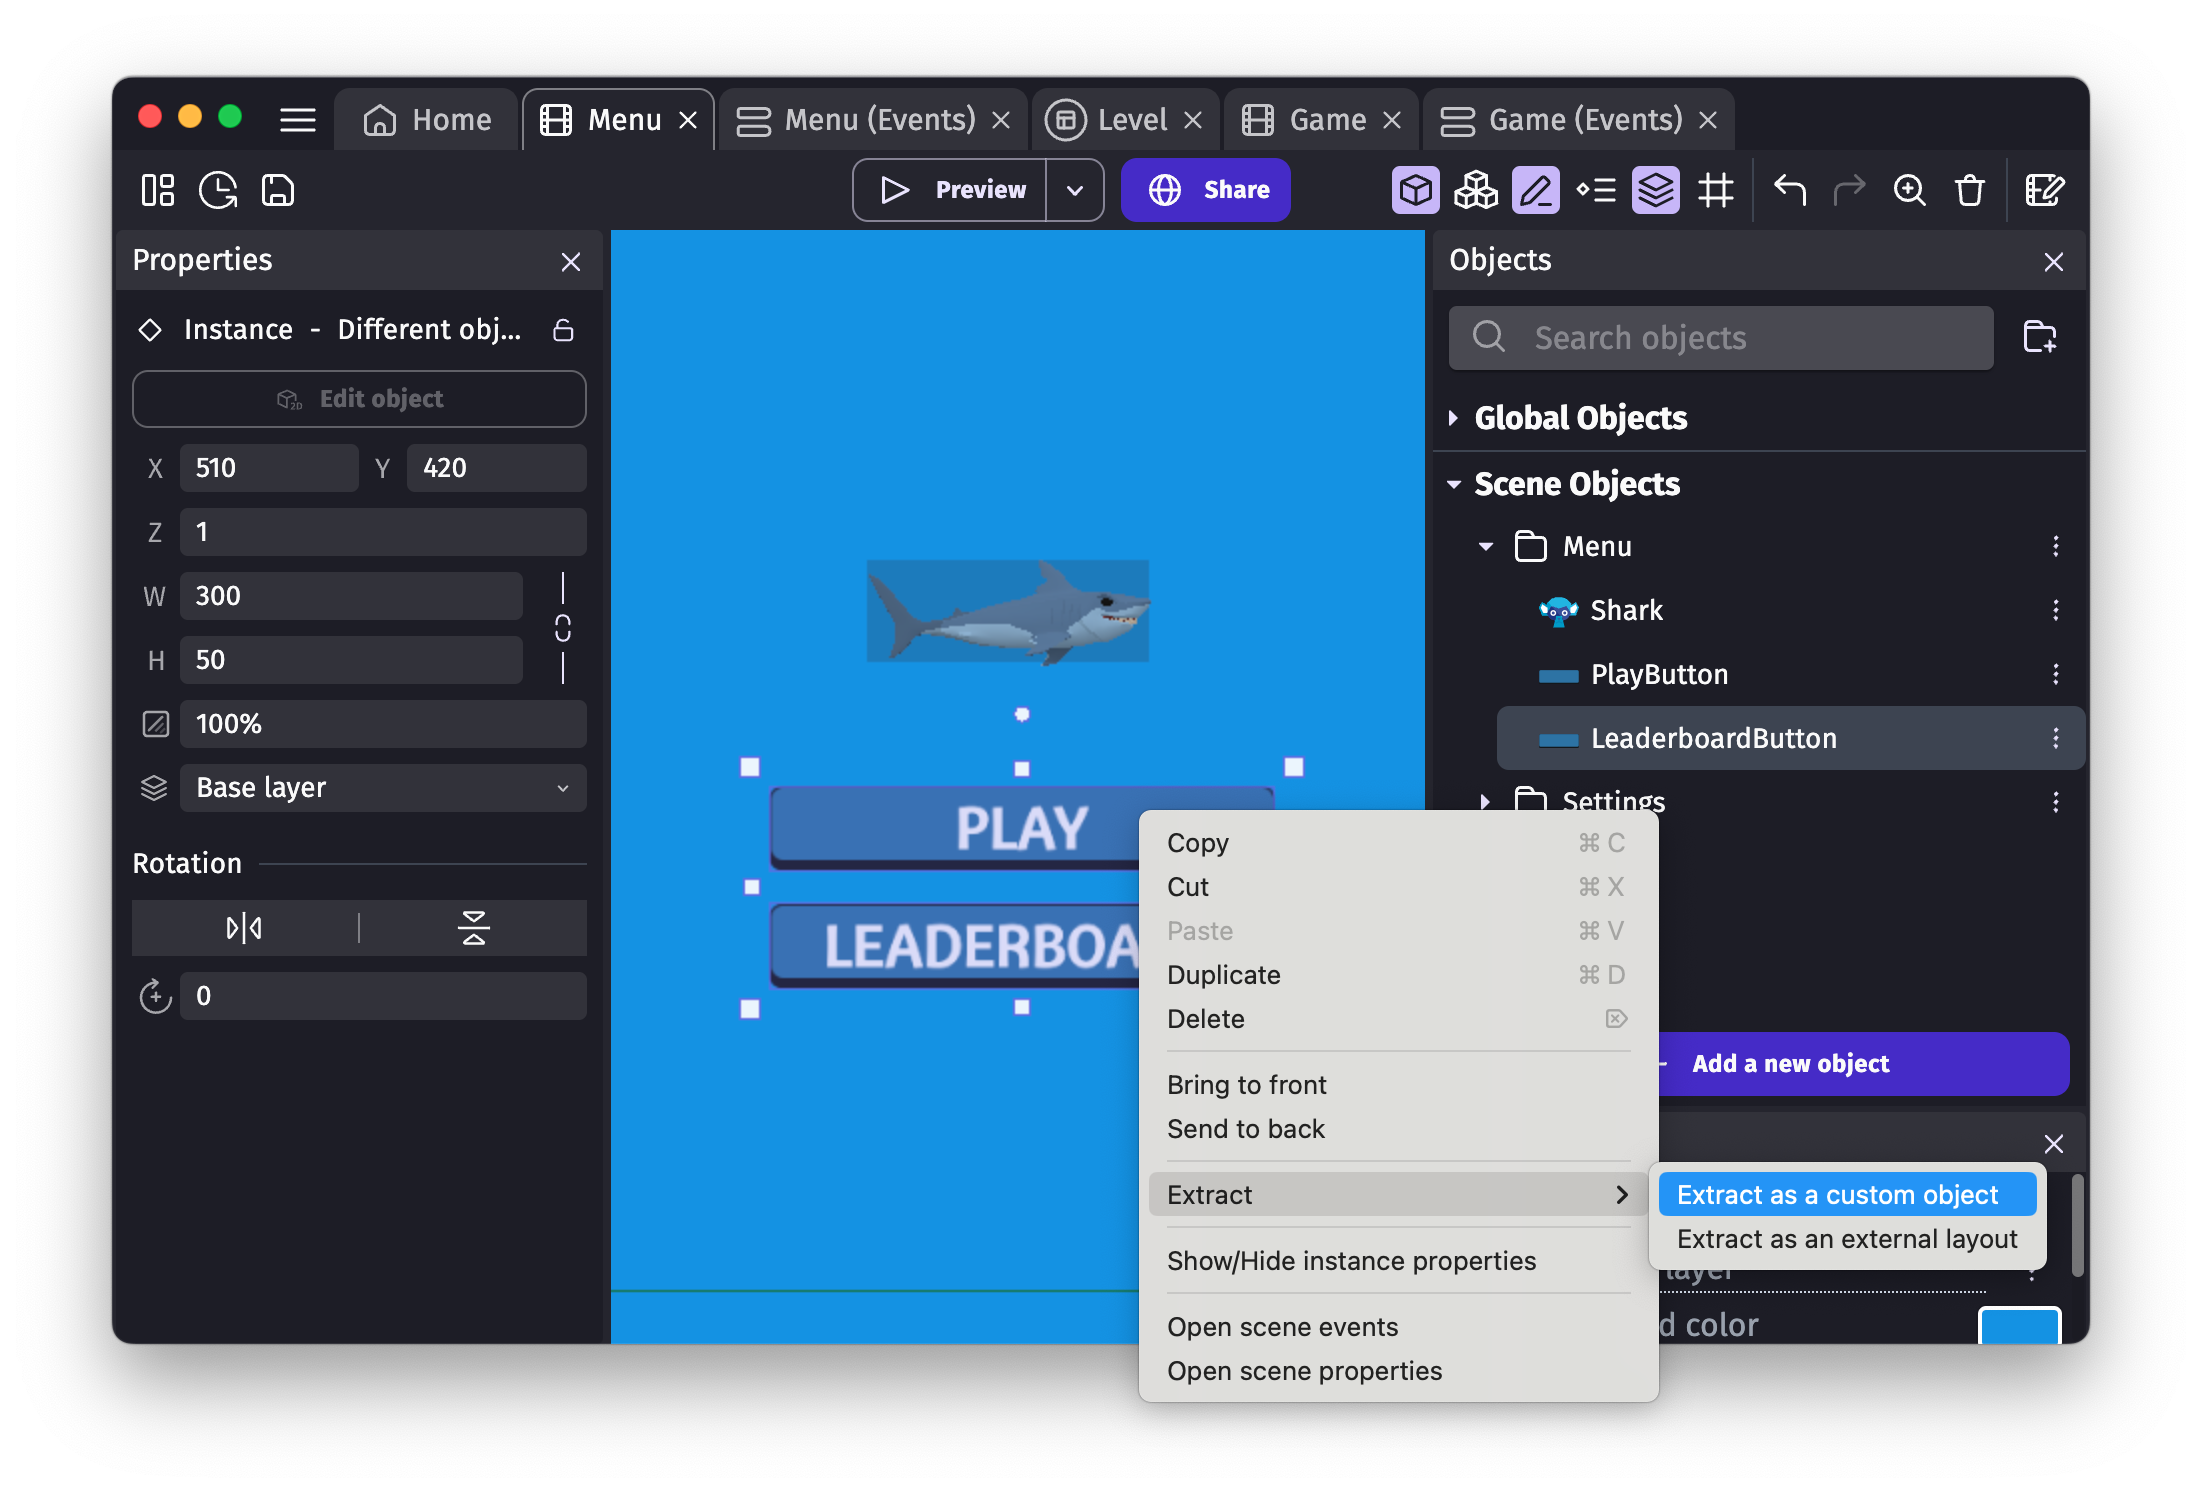 Home
Menu
Menu (Events)
Level
Game
Game (Events)
Preview
Share
Properties
Instance - Different obj...
2D Edit object
X 510 Y 420
Z 1
W 300
H 50
100%
Base layer
Rotation
0
PLAY
LEADERBOA
Copy ⌘ C
Cut ⌘ X
Paste ⌘ V
Duplicate ⌘ D
Delete
Bring to front
Send to back
Extract
Show/Hide instance properties
Open scene events
Open scene properties
Extract as a custom object
Extract as an external layout
Objects
Search objects
Global Objects
Scene Objects
Menu
Shark
PlayButton
LeaderboardButton
Settings
Add a new object
layer
d color